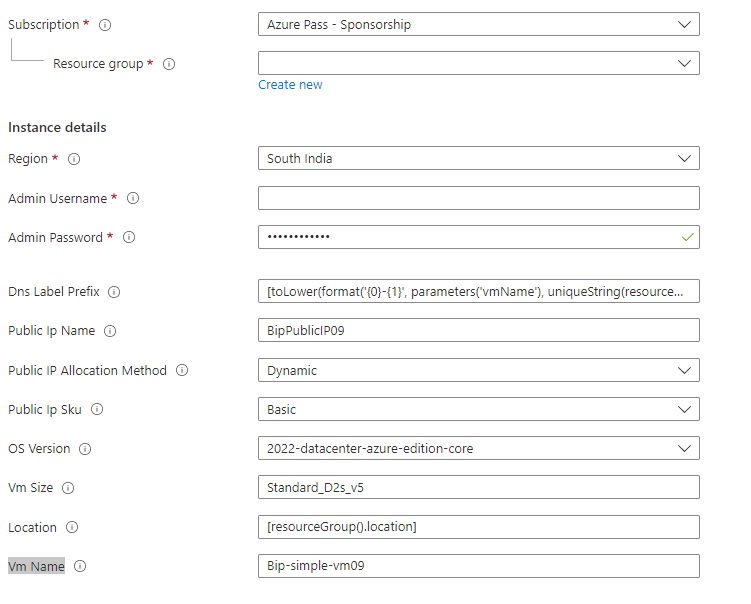 Subscription * Azure Pass - Sponsorship
Resource group *
Create new
Instance details
Region * South India
Admin Username *
Admin Password * ••••••••••••
Dns Label Prefix [toLower(format('{0}-{1}', parameters('vmName'), uniqueString(resource...
Public Ip Name BipPublicIP09
Public IP Allocation Method Dynamic
Public Ip Sku Basic
OS Version 2022-datacenter-azure-edition-core
Vm Size Standard_D2s_v5
Location [resourceGroup().location]
Vm Name Bip-simple-vm09